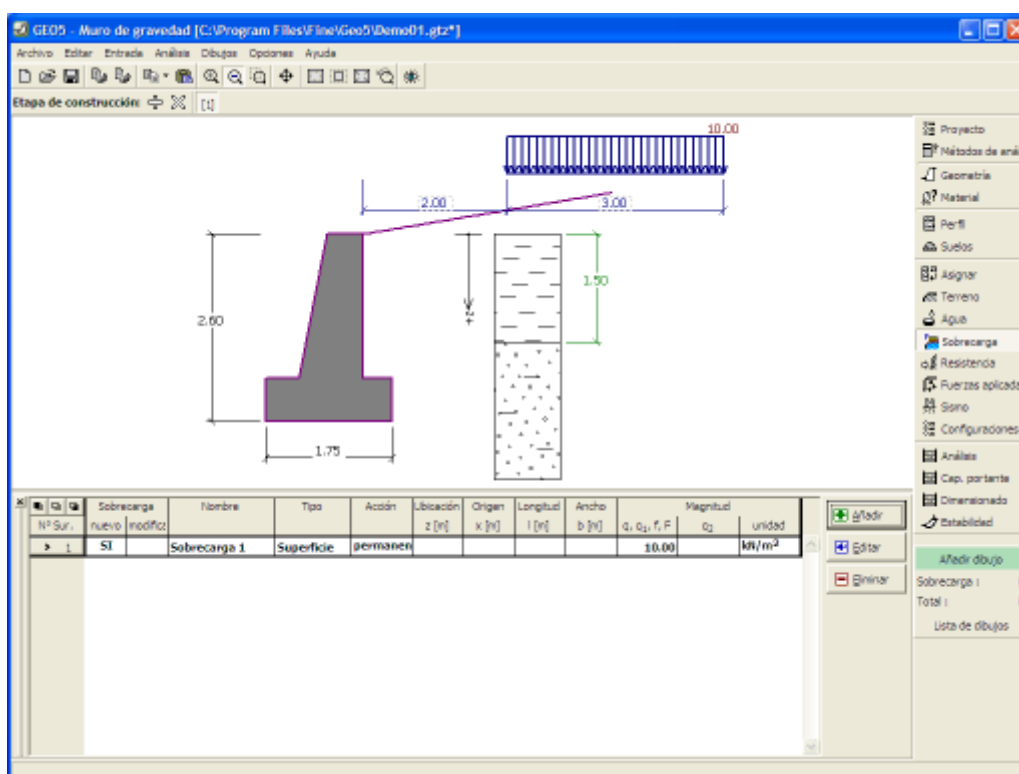 GEO5 - Muro de gravedad [C:\Program Files\Fine\Geo5\Demo01.gtz*]
Archivo Editar Entrada Análisis Dibujos Opciones Ayuda
Etapa de construcción: [1]
10.00
2.00 3.00
1.50
2.60
+z
1.75
Proyecto
Métodos de aná
Geometría
Material
Perfil
Suelos
Asignar
Terreno
Agua
Sobrecarga
Resistencia
Fuerzas aplicada
Sismo
Configuraciones
Análisis
Cap. portante
Dimensionado
Estabilidad
Añadir dibujo
Sobrecarga :
Total :
Lista de dibujos
Sobrecarga Nombre Tipo Acción Ubicación Origen Longitud Ancho Magnitud
Nº Sur. nuevo modifica z [m] x [m] l [m] b [m] q, q1, f, F q2 unidad
1 SI Sobrecarga 1 Superficie permanen 10.00 kN/m²
Añadir
Editar
Eliminar